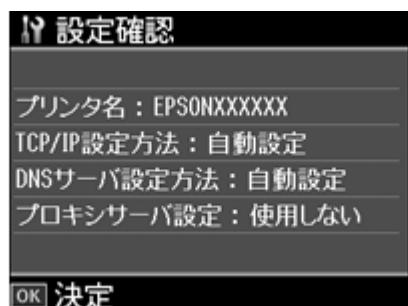 設定確認
プリンタ名：EPSONXXXXXX
TCP/IP設定方法：自動設定
DNSサーバ設定方法：自動設定
プロキシサーバ設定：使用しない
OK 決定